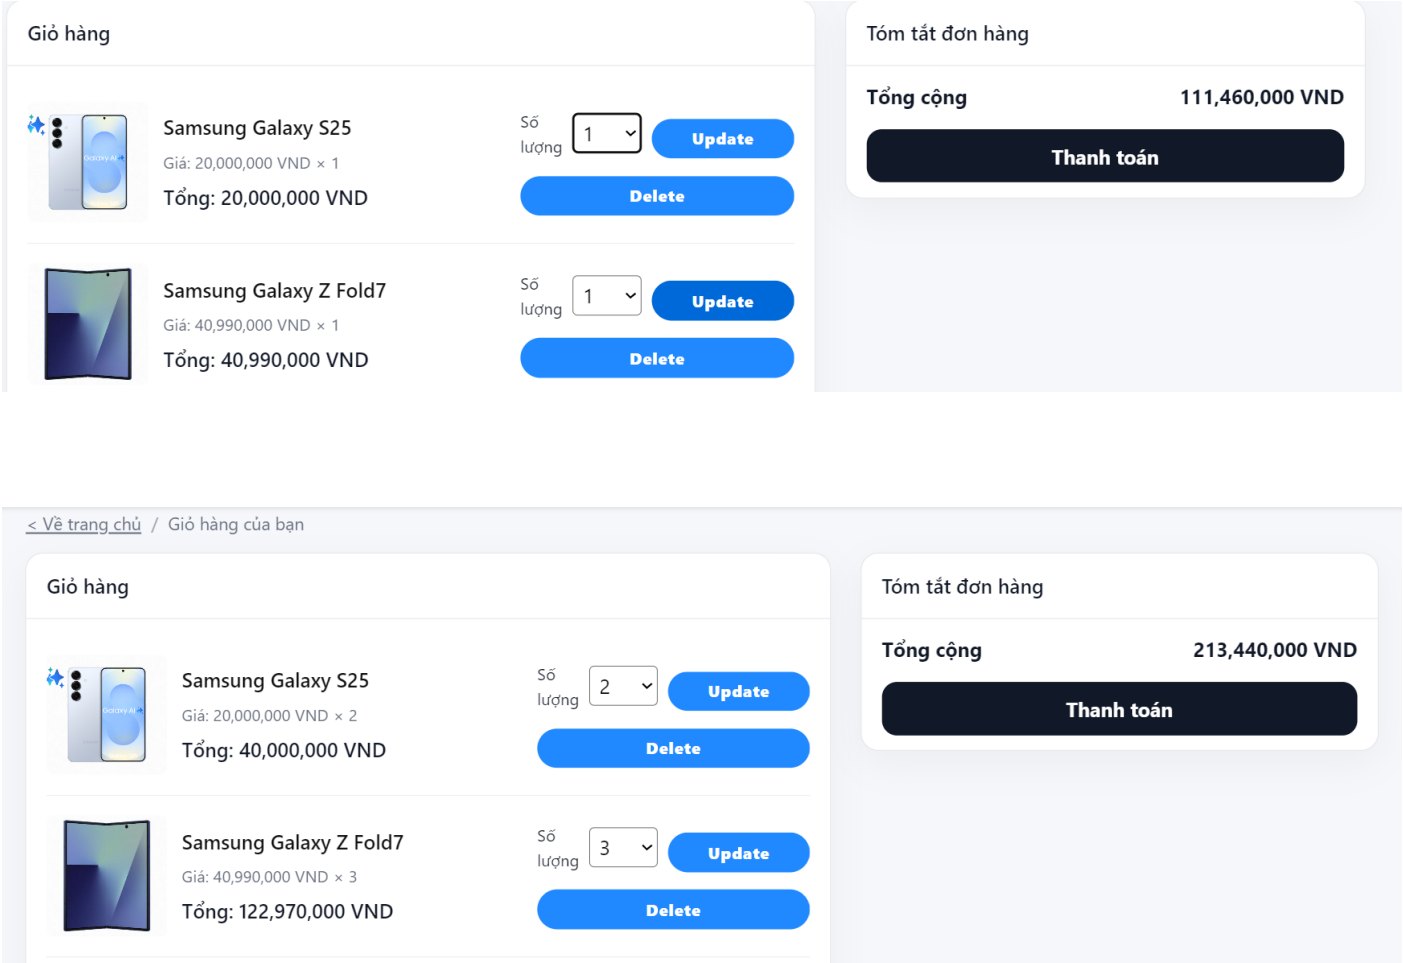 Giỏ hàng
Tóm tắt đơn hàng
Tổng cộng
111,460,000 VND
Thanh toán
Galaxy AI
Samsung Galaxy S25
Giá: 20,000,000 VND × 1
Tổng: 20,000,000 VND
Số
lượng
1
Update
Delete
Samsung Galaxy Z Fold7
Giá: 40,990,000 VND × 1
Tổng: 40,990,000 VND
Số
lượng
1
Update
Delete
< Về trang chủ / Giỏ hàng của bạn
Giỏ hàng
Tóm tắt đơn hàng
Tổng cộng
213,440,000 VND
Thanh toán
Galaxy AI
Samsung Galaxy S25
Giá: 20,000,000 VND × 2
Tổng: 40,000,000 VND
Số
lượng
2
Update
Delete
Samsung Galaxy Z Fold7
Giá: 40,990,000 VND × 3
Tổng: 122,970,000 VND
Số
lượng
3
Update
Delete